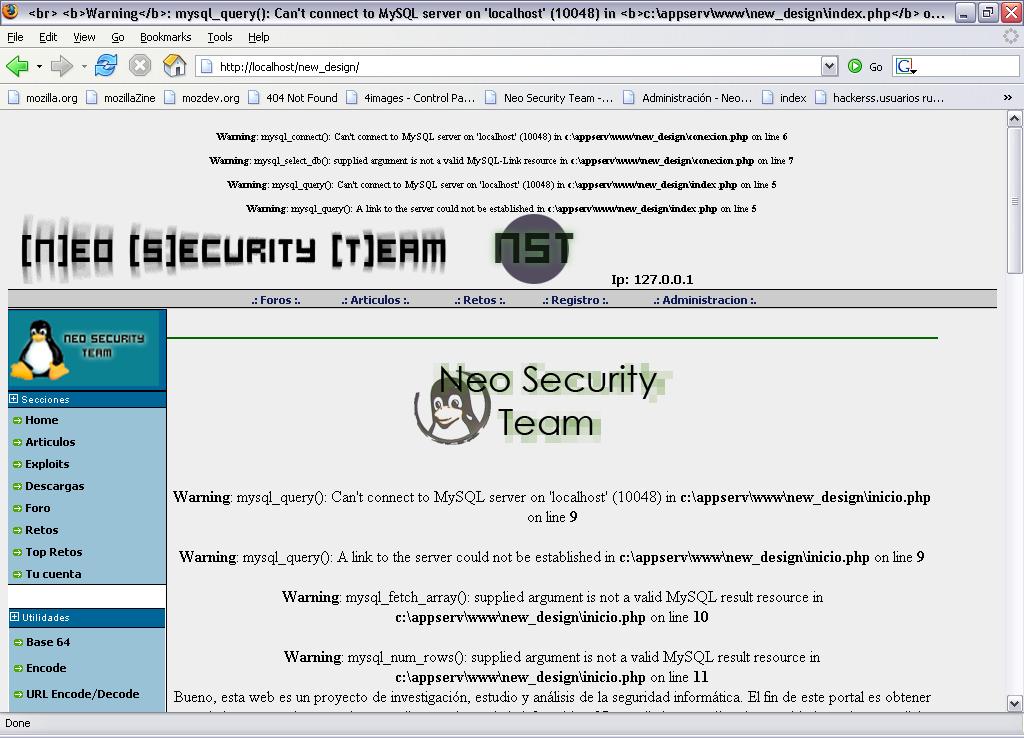 <br> <b>Warning</b>: mysql_query(): Can't connect to MySQL server on 'localhost' (10048) in <b>c:\appserv\www\new_design\index.php</b> o...
File Edit View Go Bookmarks Tools Help
http://localhost/new_design/ Go G
mozilla.org mozillaZine mozdev.org 404 Not Found 4images - Control Pa... Neo Security Team -... Administración - Neo... index hackerss.usuarios ru... »
Warning: mysql_connect(): Can't connect to MySQL server on 'localhost' (10048) in c:\appserv\www\new_design\conexion.php on line 6
Warning: mysql_select_db(): supplied argument is not a valid MySQL-Link resource in c:\appserv\www\new_design\conexion.php on line 7
Warning: mysql_query(): Can't connect to MySQL server on 'localhost' (10048) in c:\appserv\www\new_design\index.php on line 5
Warning: mysql_query(): A link to the server could not be established in c:\appserv\www\new_design\index.php on line 5
[N]EO [S]ECURITY [T]EAM NST
Ip: 127.0.0.1
.: Foros :. .: Articulos :. .: Retos :. .: Registro :. .: Administracion :.
NEO SECURITY
TEAM
Secciones
Home
Articulos
Exploits
Descargas
Foro
Retos
Top Retos
Tu cuenta
Utilidades
Base 64
Encode
URL Encode/Decode
Neo Security
Team
Warning: mysql_query(): Can't connect to MySQL server on 'localhost' (10048) in c:\appserv\www\new_design\inicio.php
on line 9
Warning: mysql_query(): A link to the server could not be established in c:\appserv\www\new_design\inicio.php on line 9
Warning: mysql_fetch_array(): supplied argument is not a valid MySQL result resource in
c:\appserv\www\new_design\inicio.php on line 10
Warning: mysql_num_rows(): supplied argument is not a valid MySQL result resource in
c:\appserv\www\new_design\inicio.php on line 11
Bueno, esta web es un proyecto de investigación, estudio y análisis de la seguridad informática. El fin de este portal es obtener
Done